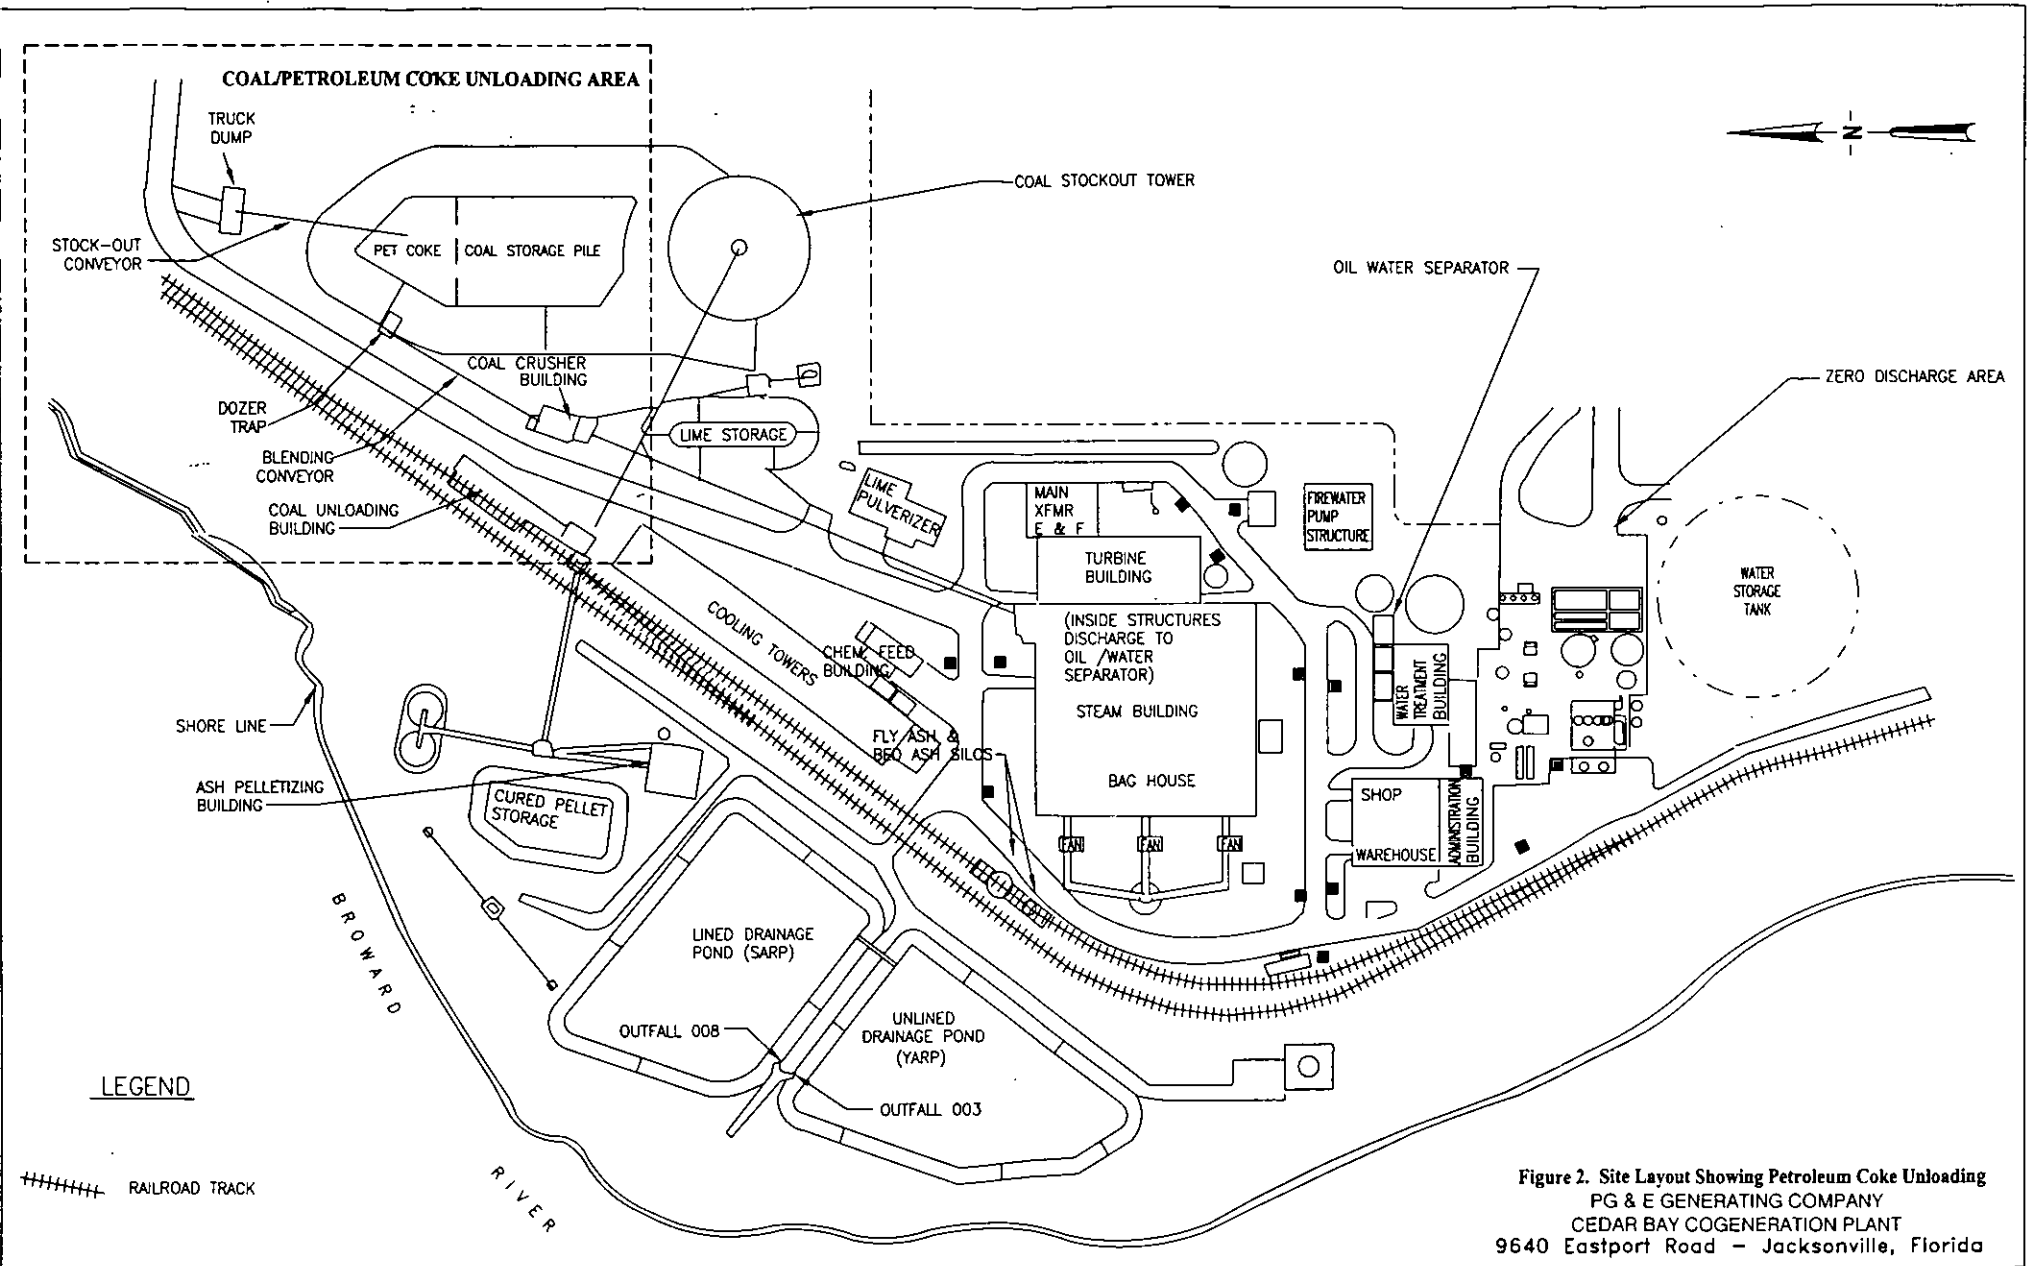 COAL/PETROLEUM COKE UNLOADING AREA
TRUCK
DUMP
N
COAL STOCKOUT TOWER
STOCK-OUT
CONVEYOR
PET COKE
COAL STORAGE PILE
OIL WATER SEPARATOR
COAL CRUSHER
BUILDING
ZERO DISCHARGE AREA
DOZER
TRAP
LIME STORAGE
BLENDING
CONVEYOR
COAL UNLOADING
BUILDING
LIME
PULVERIZER
MAIN
XFMR
E & F
FIREWATER
PUMP
STRUCTURE
TURBINE
BUILDING
WATER
STORAGE
TANK
COOLING TOWERS
CHEM. FEED
BUILDING
(INSIDE STRUCTURES
DISCHARGE TO
OIL /WATER
SEPARATOR)
WATER
TREATMENT
BUILDING
STEAM BUILDING
SHORE LINE
FLY ASH &
BED ASH SILOS
BAG HOUSE
ASH PELLETIZING
BUILDING
CURED PELLET
STORAGE
SHOP
WAREHOUSE
ADMINISTRATION
BUILDING
FAN
FAN
FAN
BROWARD
RIVER
LINED DRAINAGE
POND (SARP)
UNLINED
DRAINAGE POND
(YARP)
OUTFALL 008
OUTFALL 003
LEGEND
RAILROAD TRACK
Figure 2. Site Layout Showing Petroleum Coke Unloading
PG & E GENERATING COMPANY
CEDAR BAY COGENERATION PLANT
9640 Eastport Road - Jacksonville, Florida